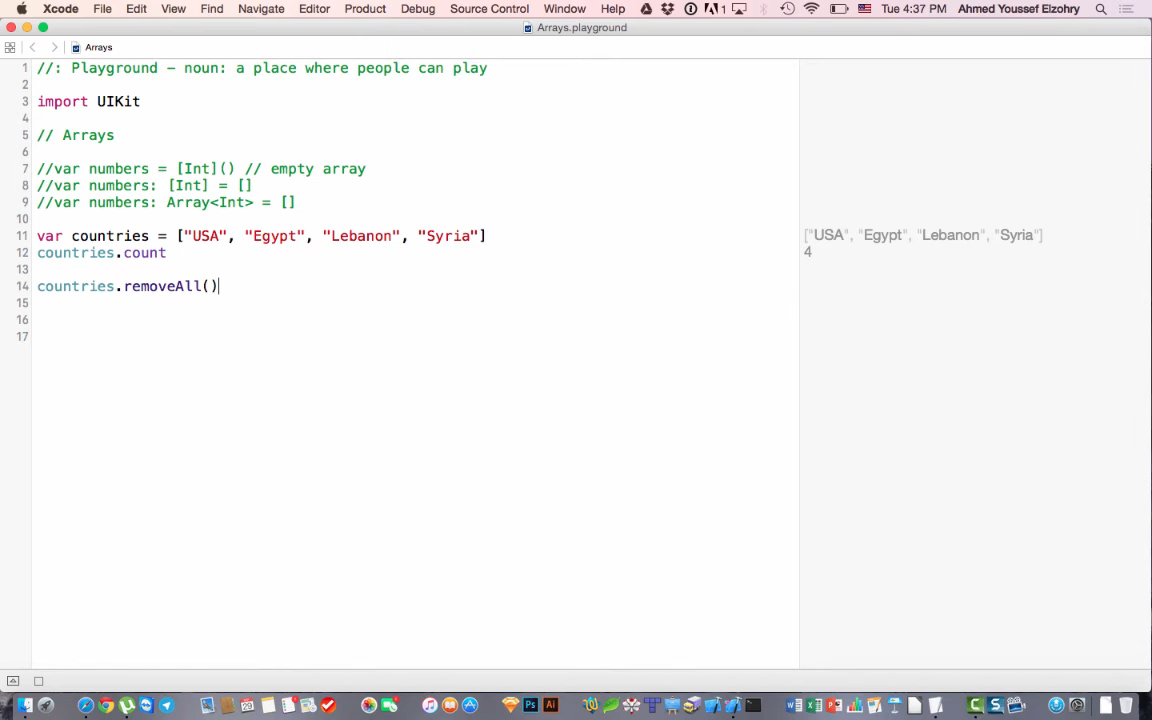 Xcode File Edit View Find Navigate Editor Product Debug Source Control Window Help 1 Tue 4:37 PM Ahmed Youssef Elzohry
Arrays.playground
Arrays
1 //: Playground - noun: a place where people can play
2
3 import UIKit
4
5 // Arrays
6
7 //var numbers = [Int]() // empty array
8 //var numbers: [Int] = []
9 //var numbers: Array<Int> = []
10
11 var countries = ["USA", "Egypt", "Lebanon", "Syria"] ["USA", "Egypt", "Lebanon", "Syria"]
12 countries.count 4
13
14 countries.removeAll()
15
16
17
Ps Ai